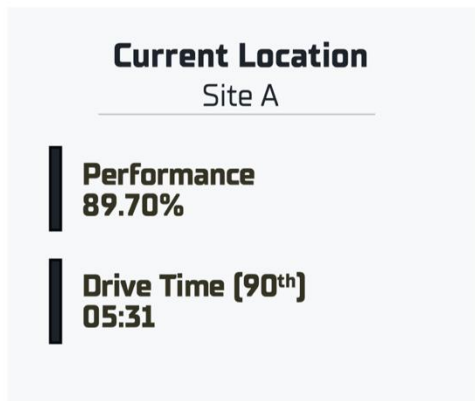 Current Location
Site A
Performance
89.70%
Drive Time (90th)
05:31